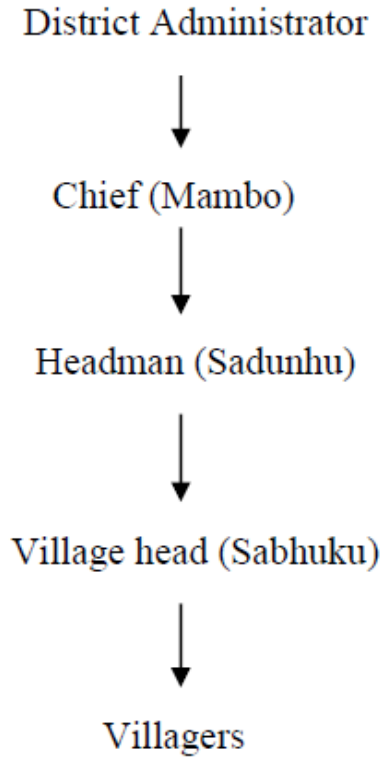 District Administrator
Chief (Mambo)
Headman (Sadunhu)
Village head (Sabhuku)
Villagers